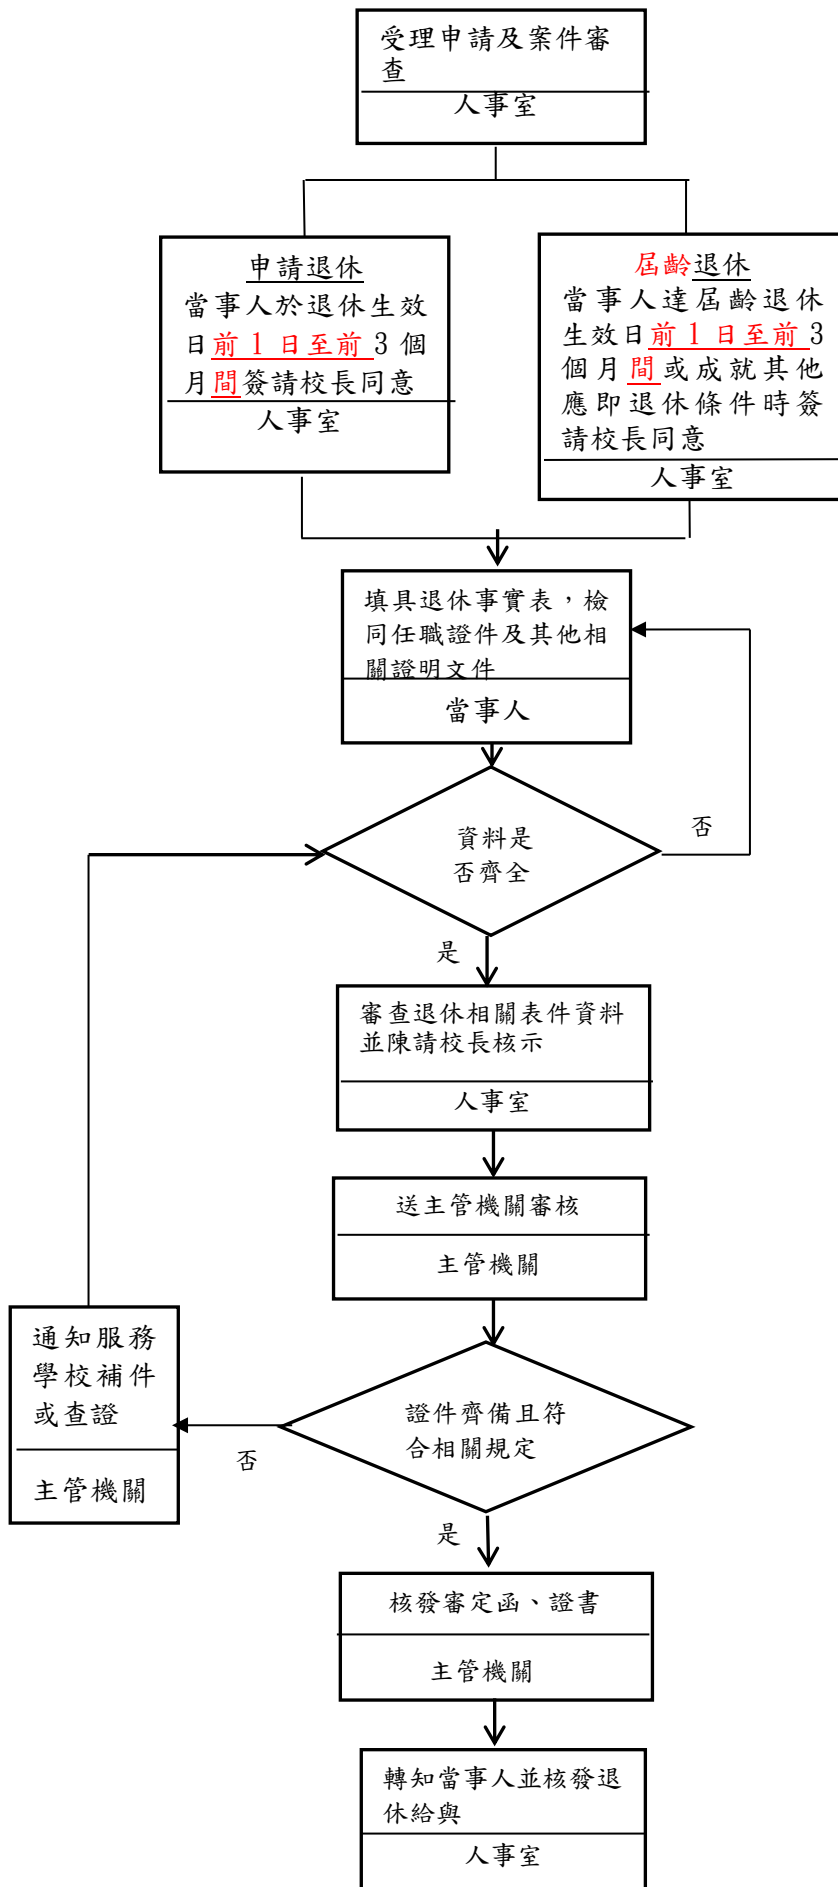 受理申請及案件審
查
人事室
申請退休
當事人於退休生效
日前 1 日至前 3 個
月間簽請校長同意
人事室
屆齡退休
當事人達屆齡退休
生效日前 1 日至前 3
個月間或成就其他
應即退休條件時簽
請校長同意
人事室
填具退休事實表，檢
同任職證件及其他相
關證明文件
當事人
資料是
否齊全
否
是
審查退休相關表件資料
並陳請校長核示
人事室
送主管機關審核
主管機關
通知服務
學校補件
或查證
主管機關
證件齊備且符
合相關規定
否
是
核發審定函、證書
主管機關
轉知當事人並核發退
休給與
人事室